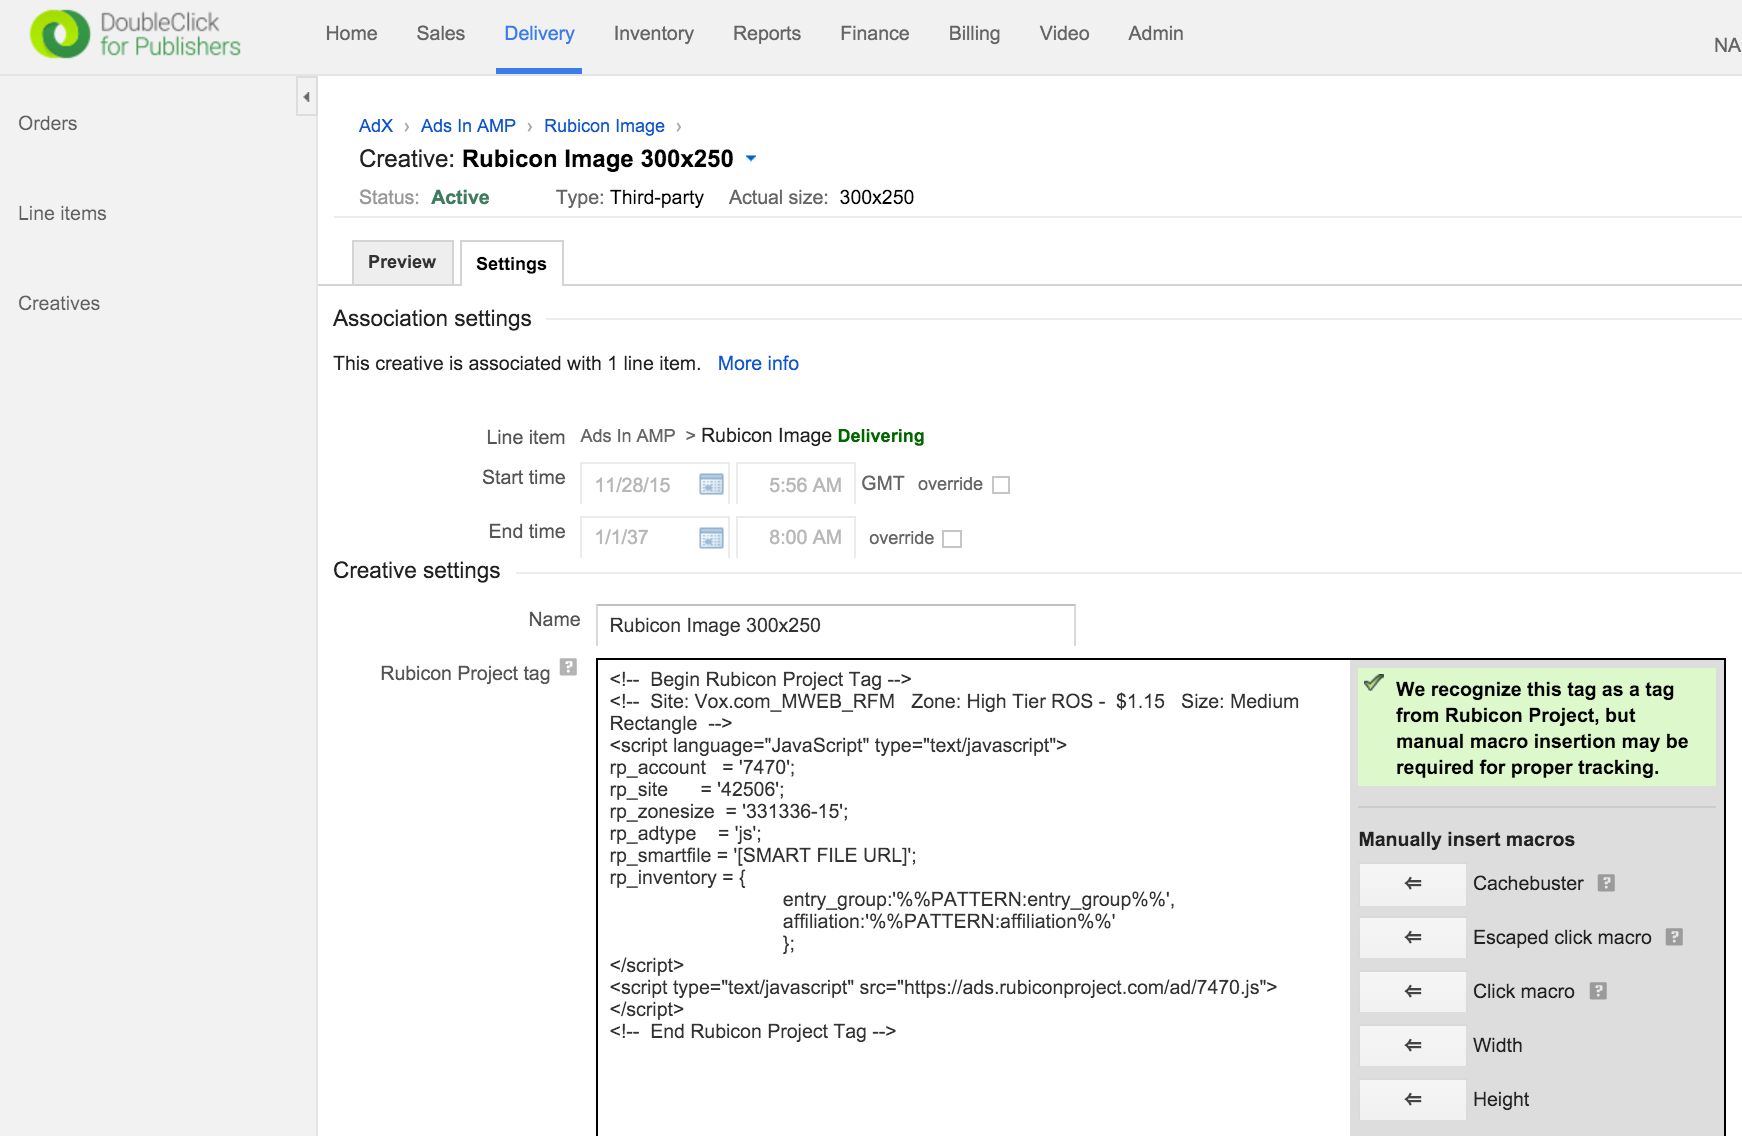 DoubleClick
for Publishers
Home Sales Delivery Inventory Reports Finance Billing Video Admin
NA
Orders
Line items
Creatives
AdX › Ads In AMP › Rubicon Image ›
Creative: Rubicon Image 300x250
Status: Active Type: Third-party Actual size: 300x250
Preview Settings
Association settings
This creative is associated with 1 line item. More info
Line item Ads In AMP > Rubicon Image Delivering
Start time 11/28/15 5:56 AM GMT override
End time 1/1/37 8:00 AM override
Creative settings
Name Rubicon Image 300x250
Rubicon Project tag ?
<!-- Begin Rubicon Project Tag -->
<!-- Site: Vox.com_MWEB_RFM Zone: High Tier ROS - $1.15 Size: Medium
Rectangle -->
<script language="JavaScript" type="text/javascript">
rp_account = '7470';
rp_site = '42506';
rp_zonesize = '331336-15';
rp_adtype = 'js';
rp_smartfile = '[SMART FILE URL]';
rp_inventory = {
entry_group:'%%PATTERN:entry_group%%',
affiliation:'%%PATTERN:affiliation%%'
};
</script>
<script type="text/javascript" src="https://ads.rubiconproject.com/ad/7470.js">
</script>
<!-- End Rubicon Project Tag -->
We recognize this tag as a tag
from Rubicon Project, but
manual macro insertion may be
required for proper tracking.
Manually insert macros
⇐ Cachebuster ?
⇐ Escaped click macro ?
⇐ Click macro ?
⇐ Width
⇐ Height